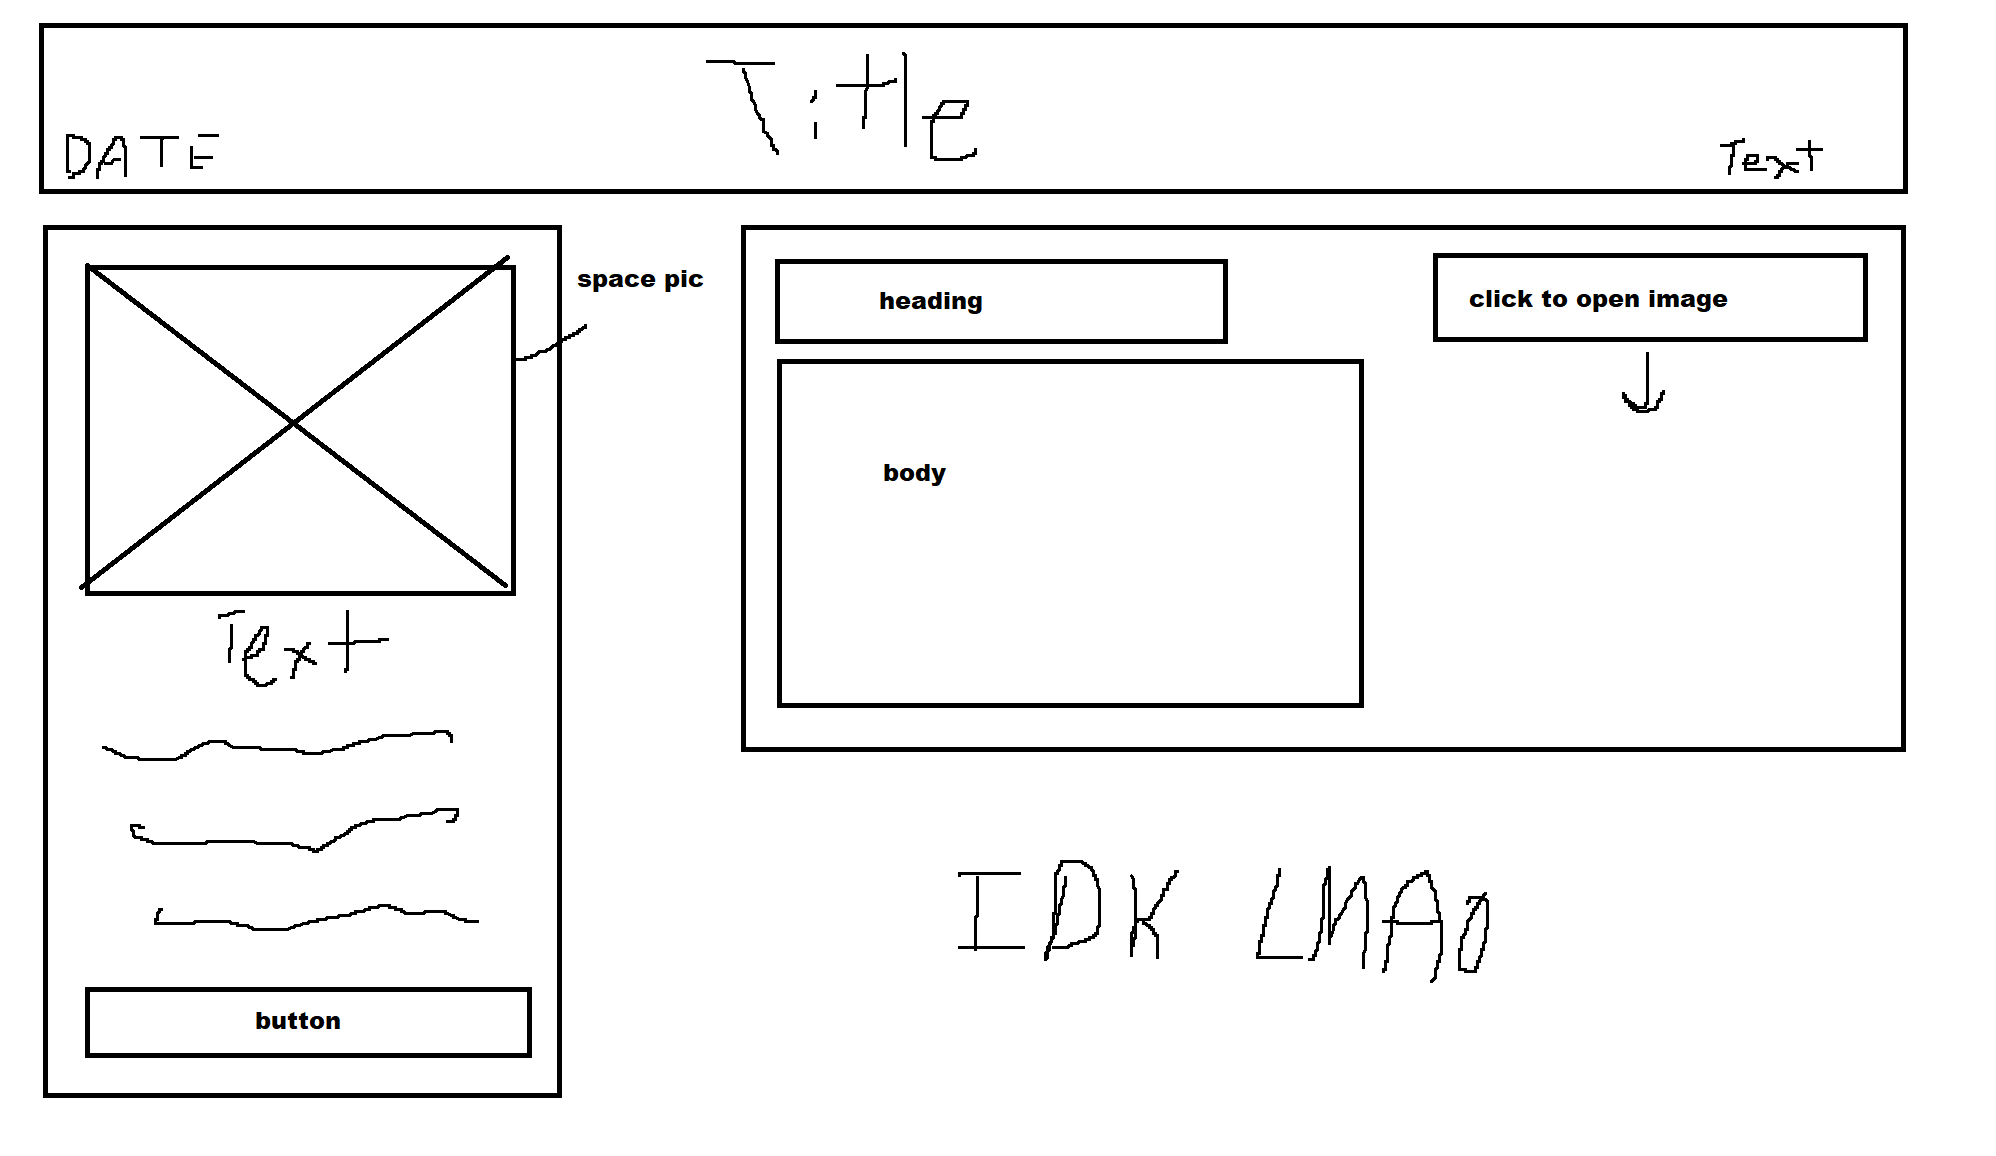 Title
DATE
Text
space pic
heading
click to open image
body
Text
button
IDK LMAO